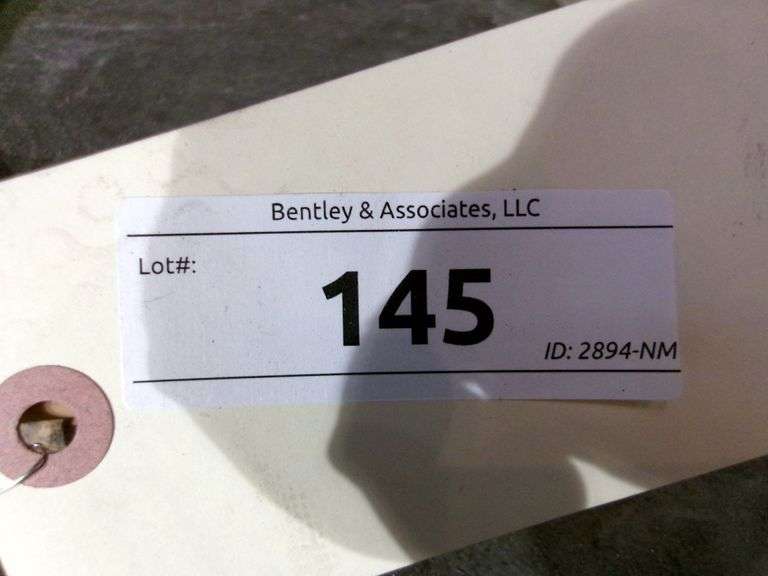 Bentley & Associates, LLC
Lot#:
145
ID: 2894-NM